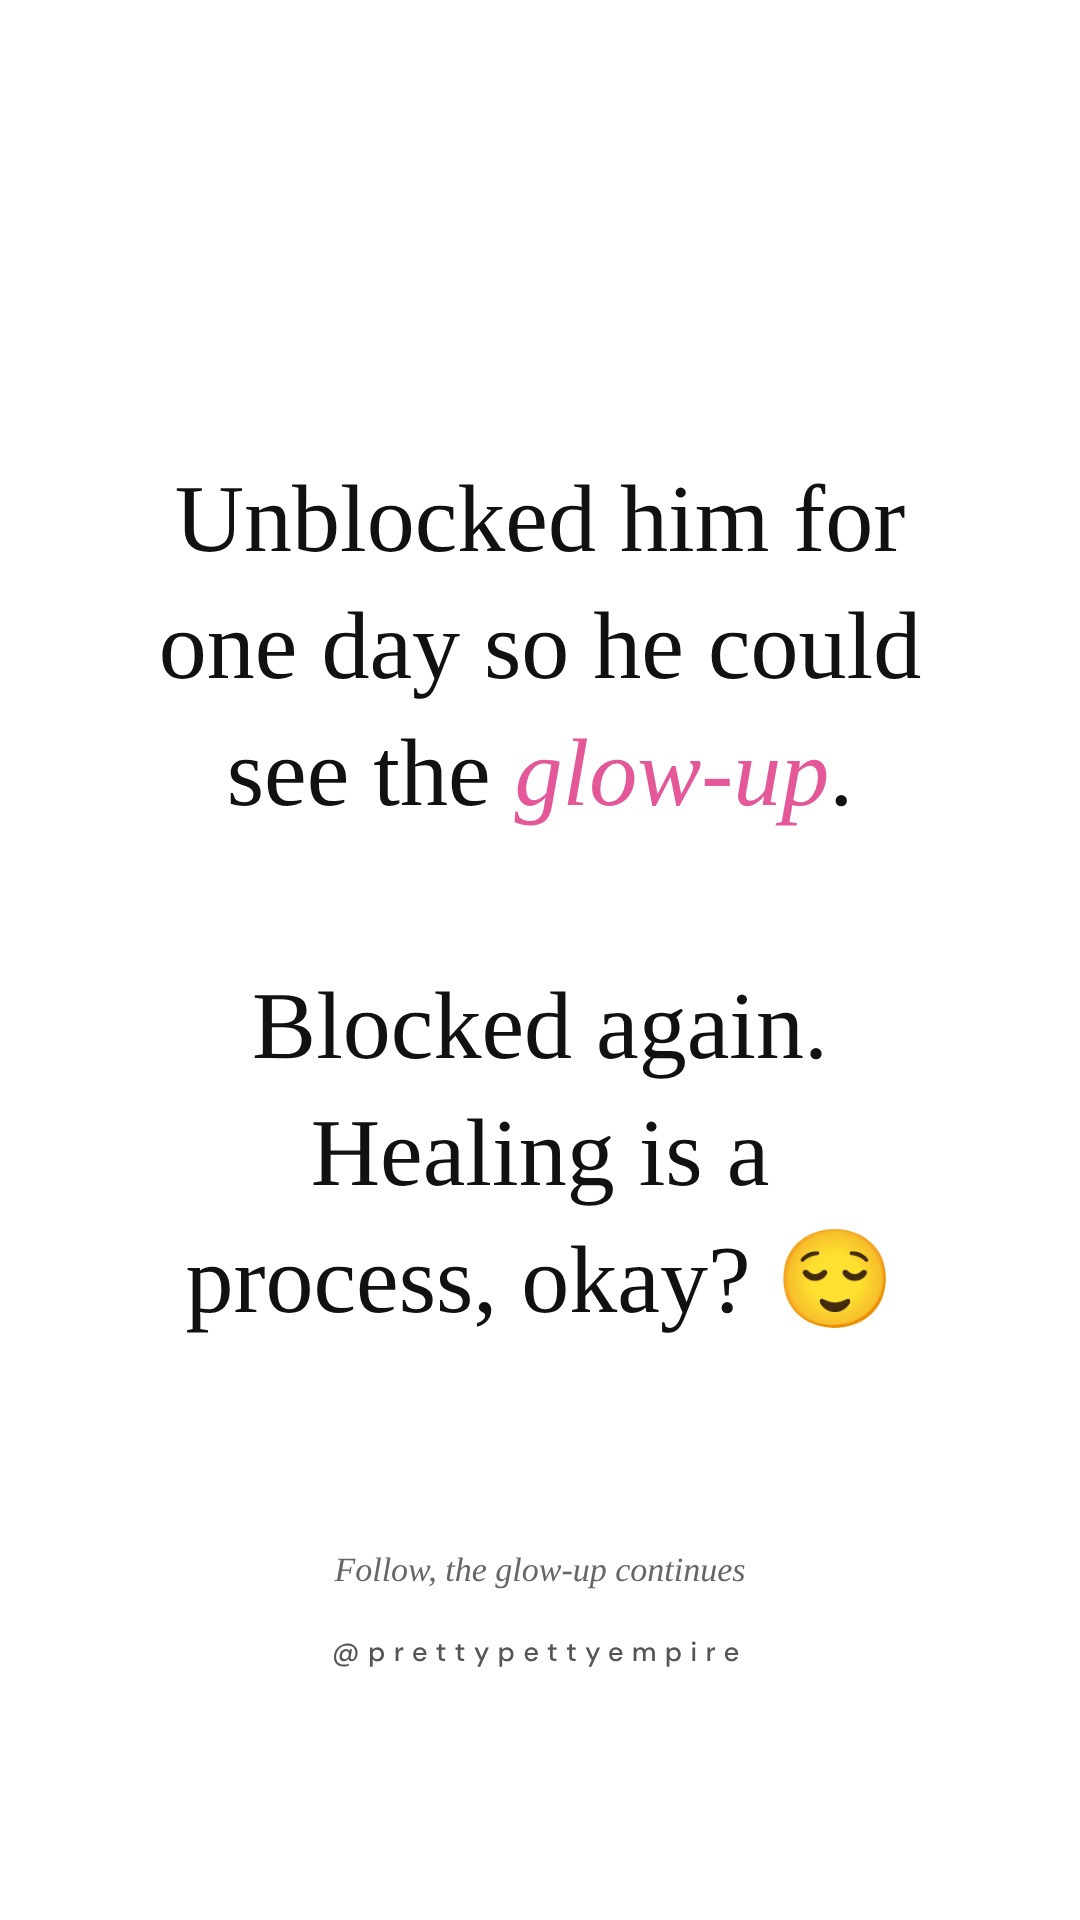 Unblocked him for
one day so he could
see the glow-up.
Blocked again.
Healing is a
process, okay? 😌
Follow, the glow-up continues
@prettypettyempire